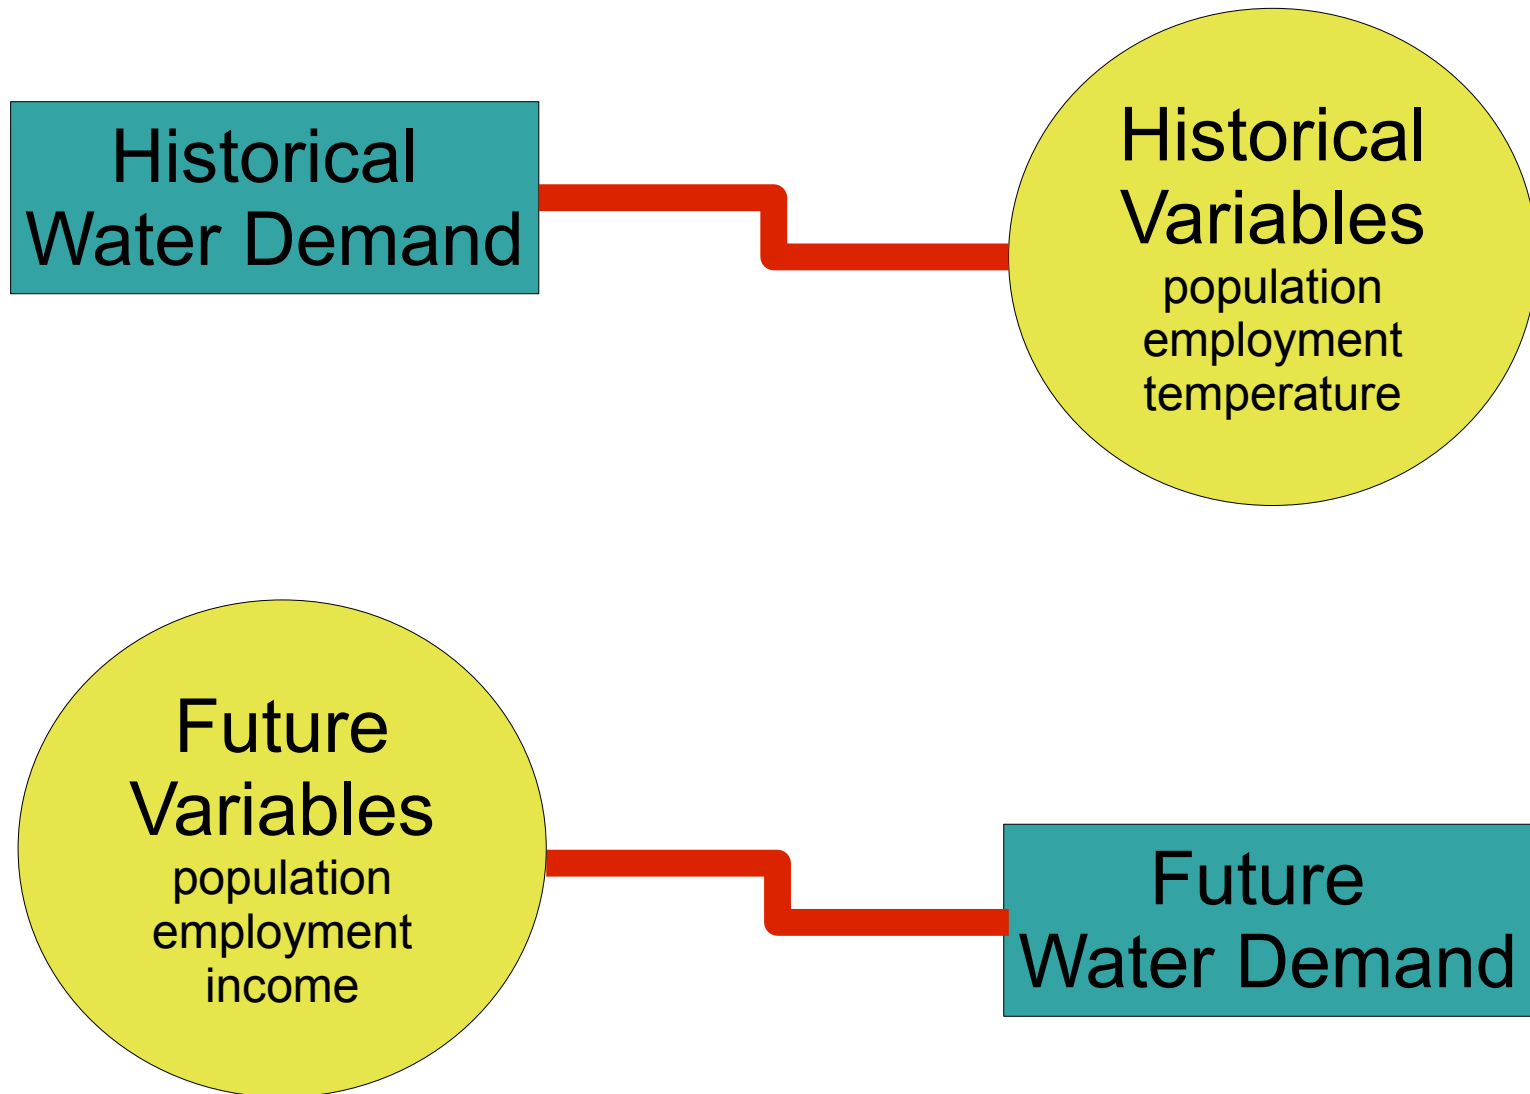 Historical
Water Demand
Historical
Variables
population
employment
temperature
Future
Variables
population
employment
income
Future
Water Demand